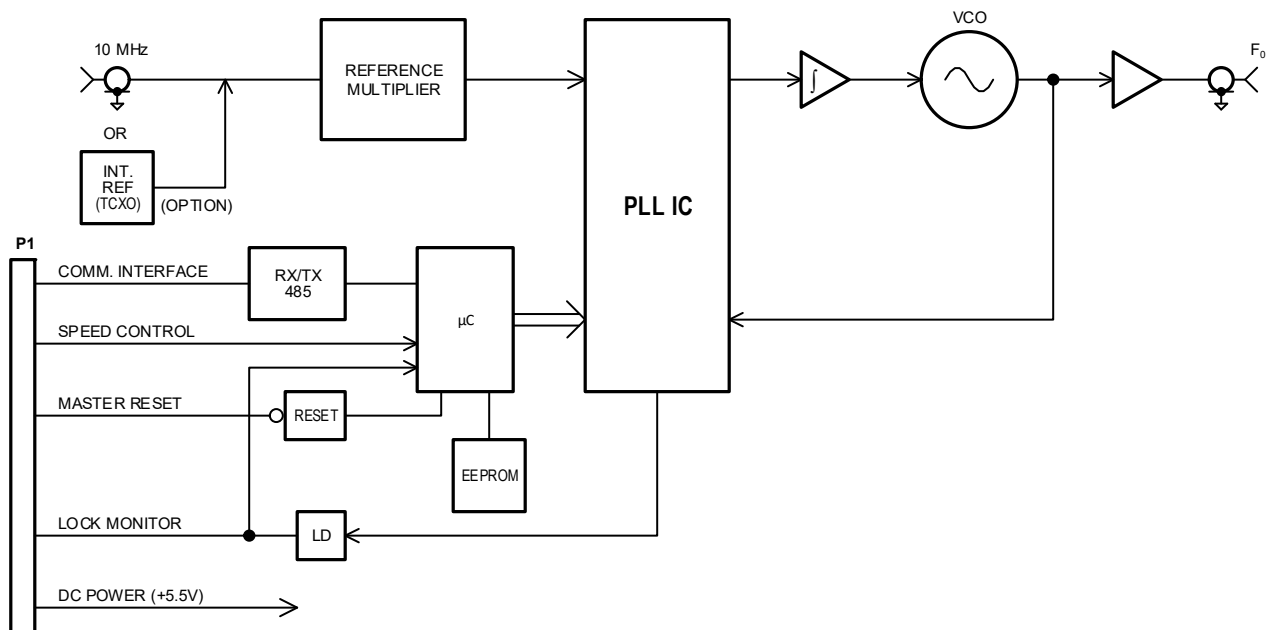 VCO
10 MHz
F0
REFERENCE
MULTIPLIER
∫
OR
INT.
REF
(TCXO)
(OPTION)
PLL IC
P1
COMM. INTERFACE
RX/TX
485
µC
SPEED CONTROL
MASTER RESET
RESET
EEPROM
LOCK MONITOR
LD
DC POWER (+5.5V)